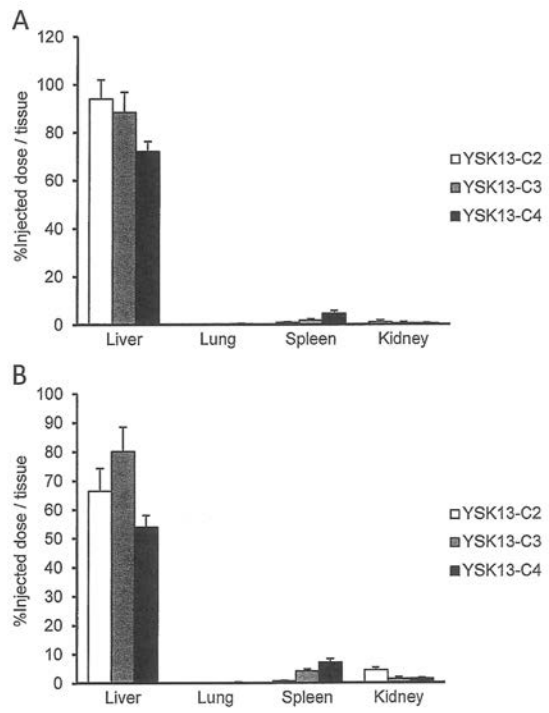 A
%Injected dose / tissue
120
100
80
60
40
20
0
Liver Lung Spleen Kidney
YSK13-C2
YSK13-C3
YSK13-C4
B
%Injected dose / tissue
100
90
80
70
60
50
40
30
20
10
0
Liver Lung Spleen Kidney
YSK13-C2
YSK13-C3
YSK13-C4